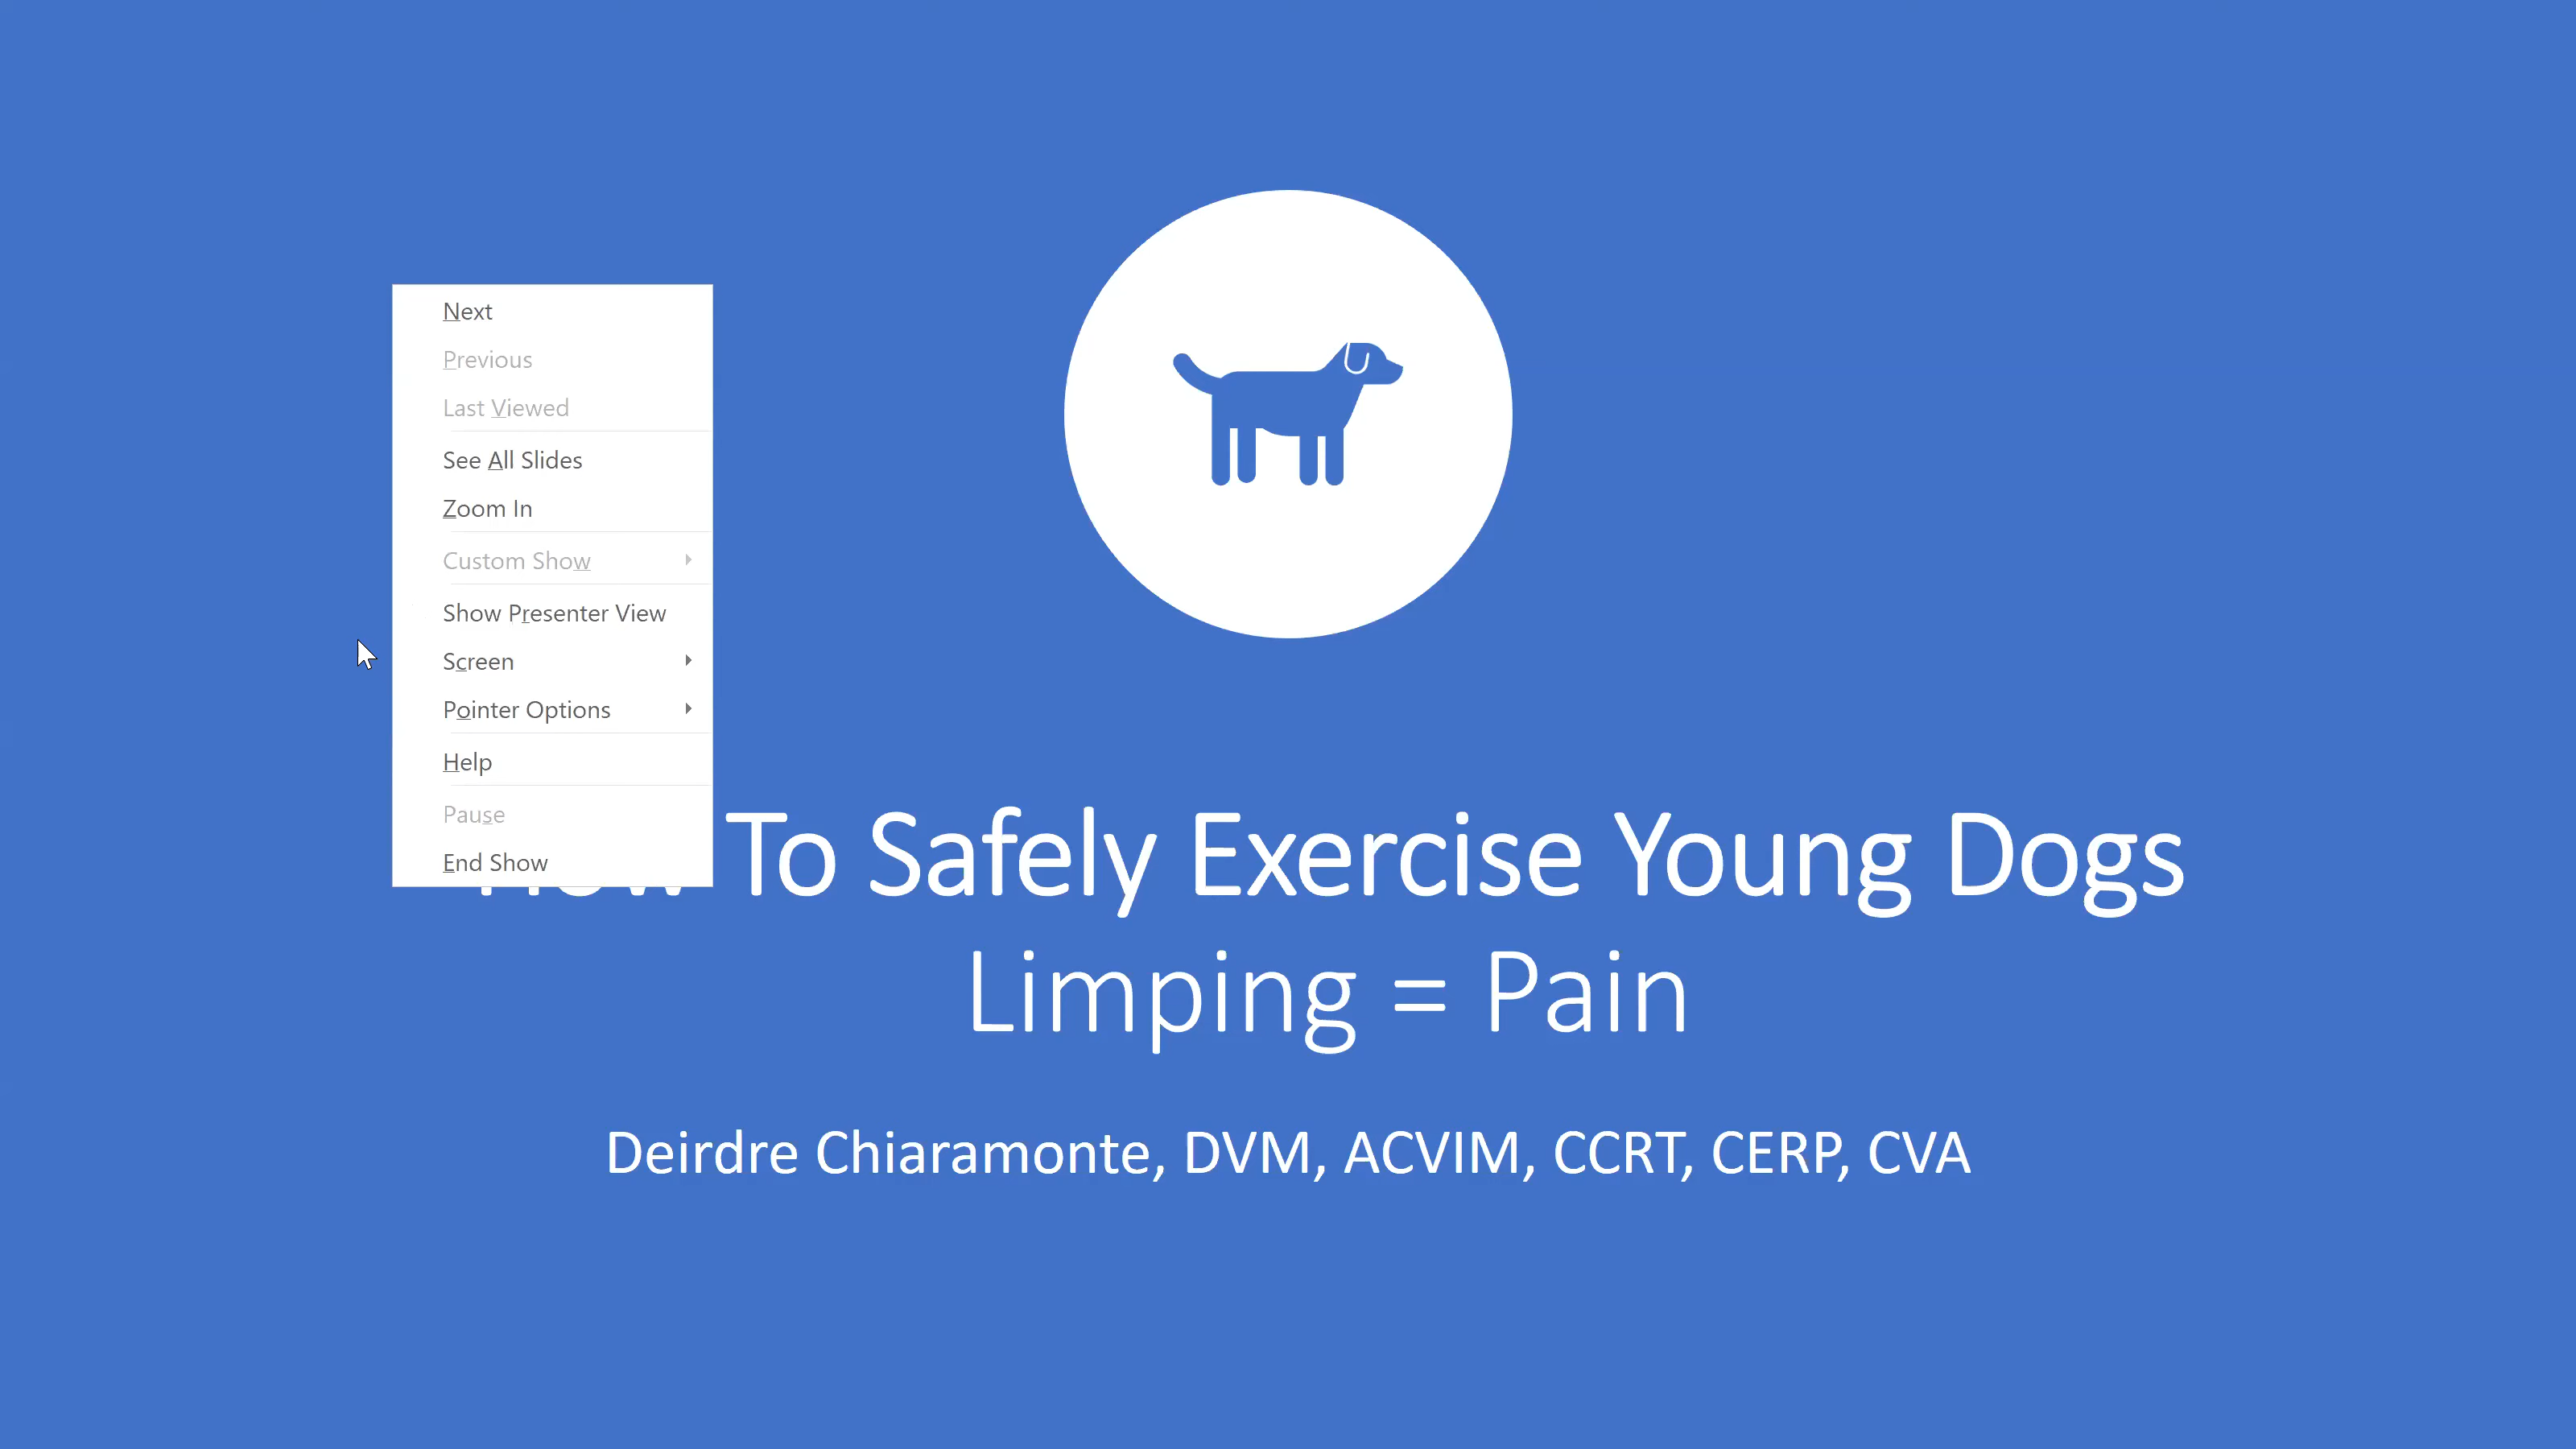 Next
Previous
Last Viewed
See All Slides
Zoom In
Custom Show
Show Presenter View
Screen
Pointer Options
Help
Pause
End Show
To Safely Exercise Young Dogs
Limping = Pain
Deirdre Chiaramonte, DVM, ACVIM, CCRT, CERP, CVA